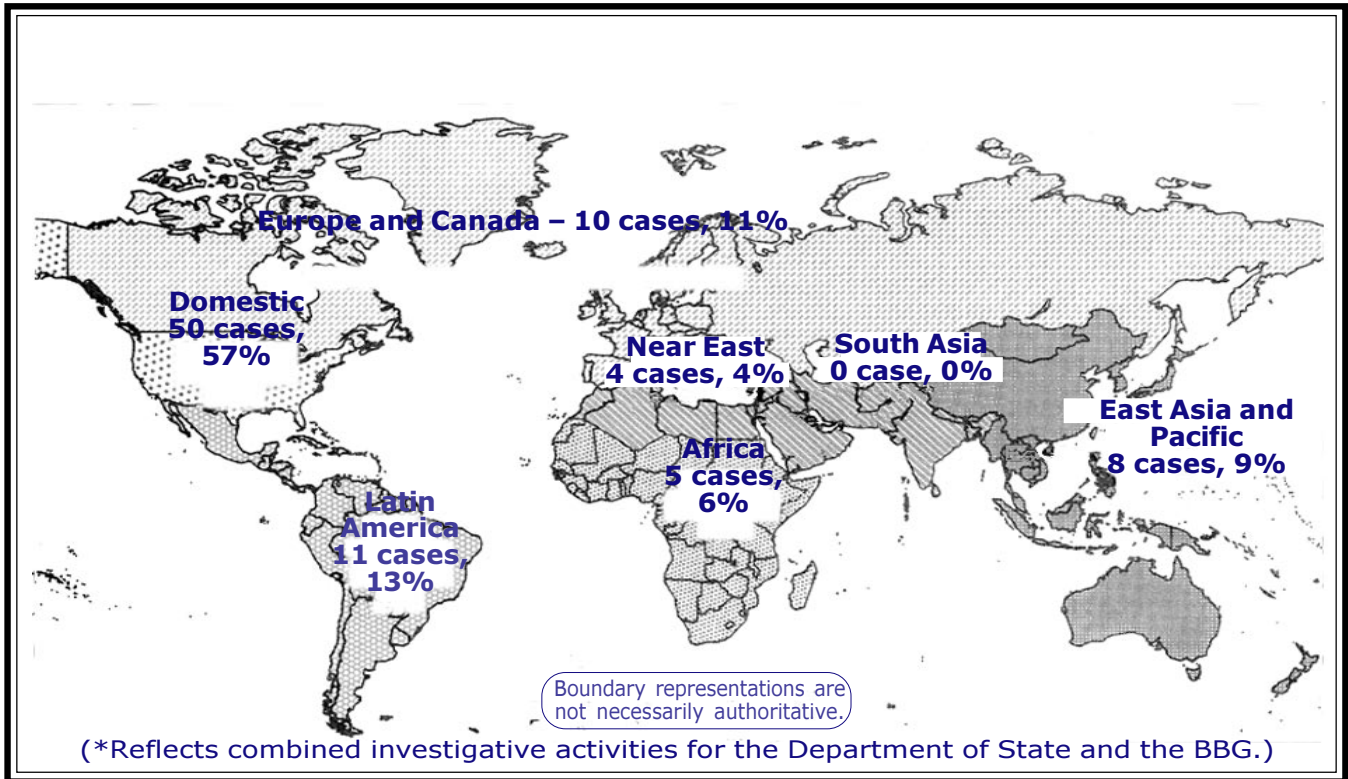 Europe and Canada – 10 cases, 11%
Domestic
50 cases,
57%
Near East
4 cases, 4%
South Asia
0 case, 0%
East Asia and
Pacific
8 cases, 9%
Africa
5 cases,
6%
Latin
America
11 cases,
13%
Boundary representations are
not necessarily authoritative.
(*Reflects combined investigative activities for the Department of State and the BBG.)